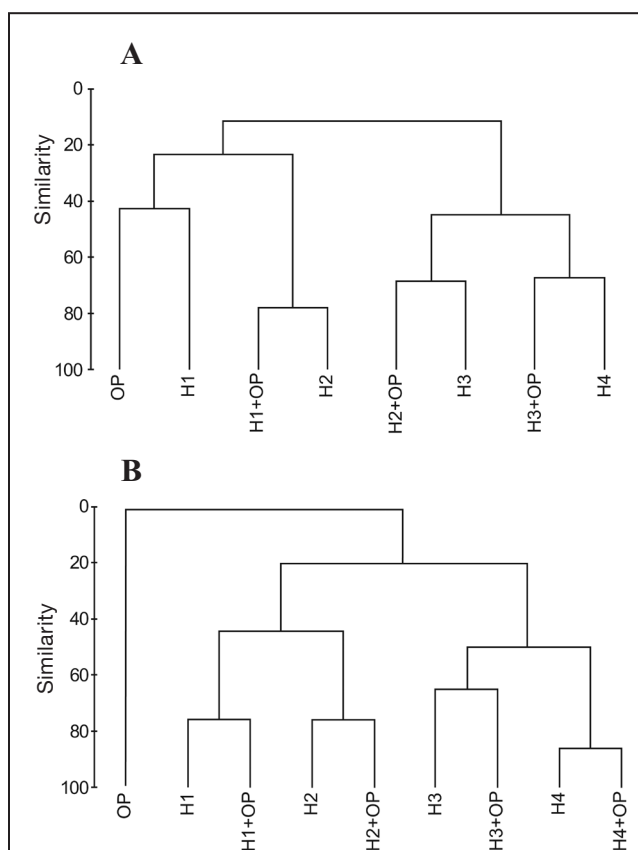 A
Similarity
0
20
40
60
80
100
OP
H1
H1+OP
H2
H2+OP
H3
H3+OP
H4
B
Similarity
0
20
40
60
80
100
OP
H1
H1+OP
H2
H2+OP
H3
H3+OP
H4
H4+OP